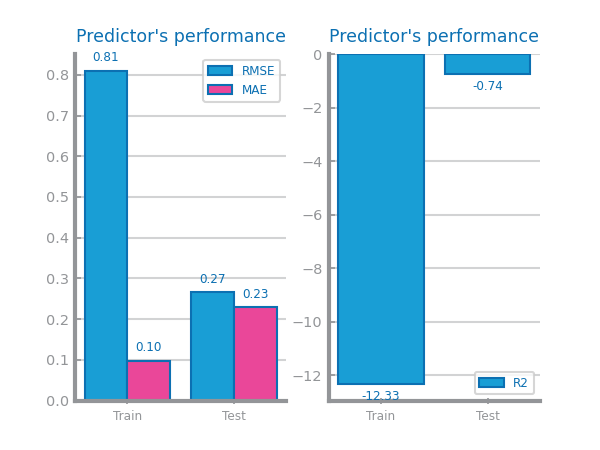 Predictor's performance
0.81
RMSE
MAE
0.8
0.7
0.6
0.5
0.4
0.3
0.2
0.1
0.0
0.10
0.27
0.23
Train
Test
Predictor's performance
0
−2
−4
−6
−8
−10
−12
-0.74
-12.33
R2
Train
Test